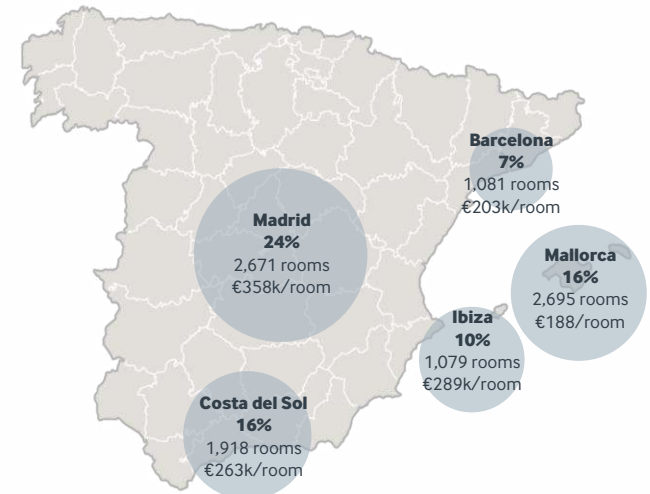 Barcelona
7%
1,081 rooms
€203k/room
Madrid
24%
2,671 rooms
€358k/room
Mallorca
16%
2,695 rooms
€188/room
Ibiza
10%
1,079 rooms
€289k/room
Costa del Sol
16%
1,918 rooms
€263k/room